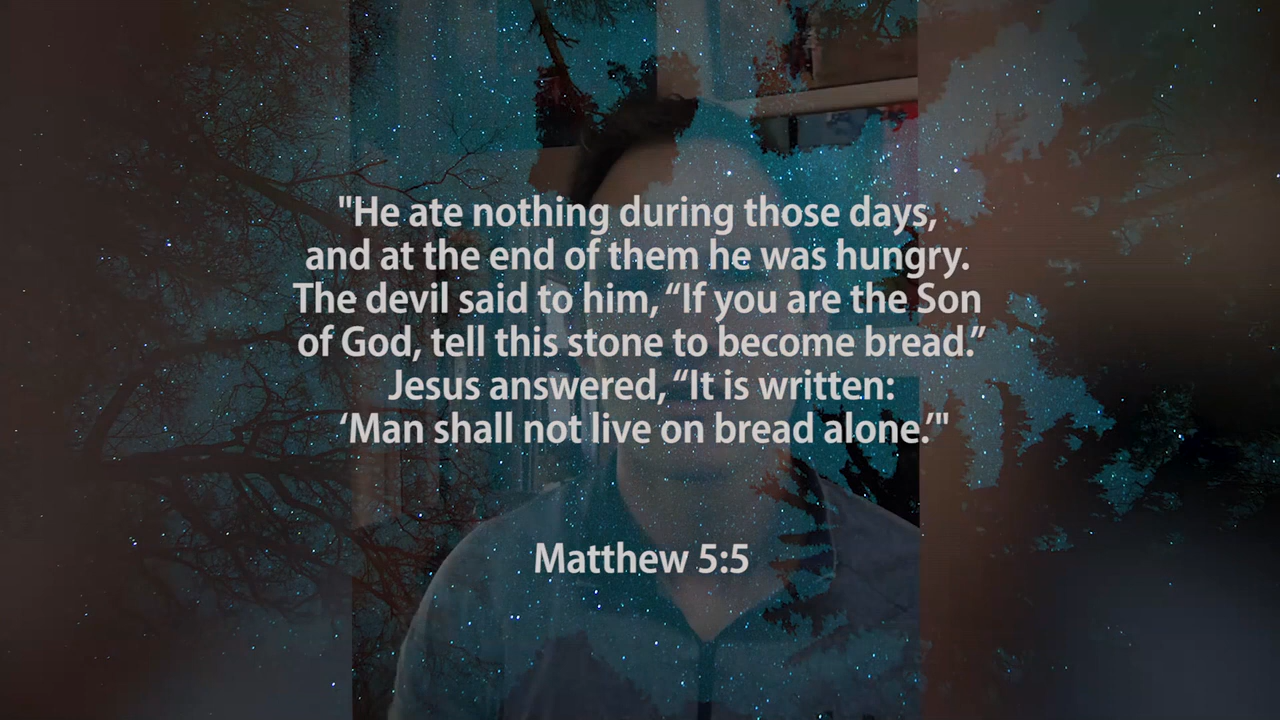 "He ate nothing during those days,
and at the end of them he was hungry.
The devil said to him, “If you are the Son
of God, tell this stone to become bread.”
Jesus answered, “It is written:
‘Man shall not live on bread alone.’"
Matthew 5:5